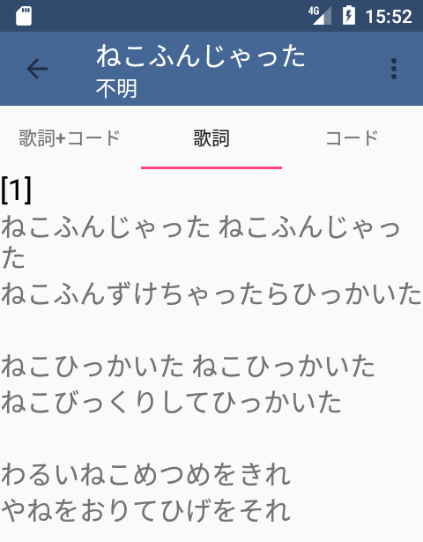 4G 15:52
ねこふんじゃった
不明
歌詞+コード 歌詞 コード
[1]
ねこふんじゃった ねこふんじゃっ
た
ねこふんずけちゃったらひっかいた
ねこひっかいた ねこひっかいた
ねこびっくりしてひっかいた
わるいねこめつめをきれ
やねをおりてひげをそれ